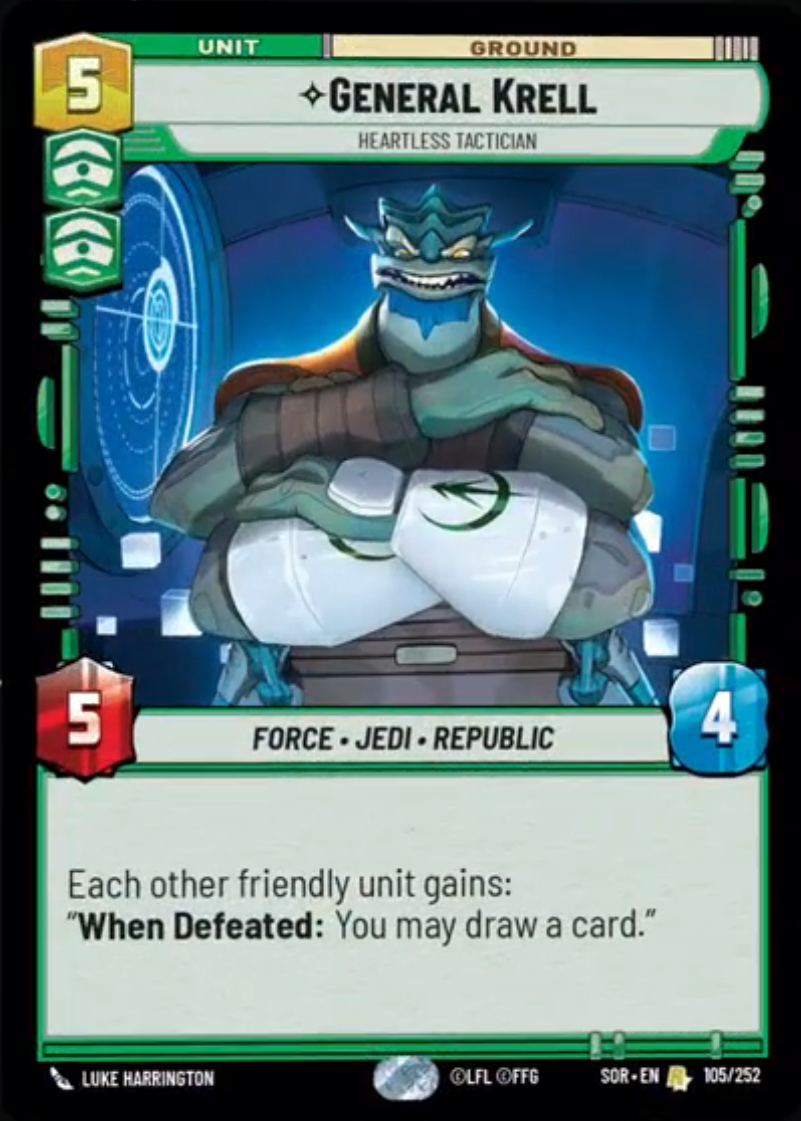 UNIT
GROUND
5
GENERAL KRELL
HEARTLESS TACTICIAN
5
4
FORCE • JEDI • REPUBLIC
Each other friendly unit gains:
"When Defeated: You may draw a card."
LUKE HARRINGTON
©LFL ©FFG
SOR•EN R 105/252